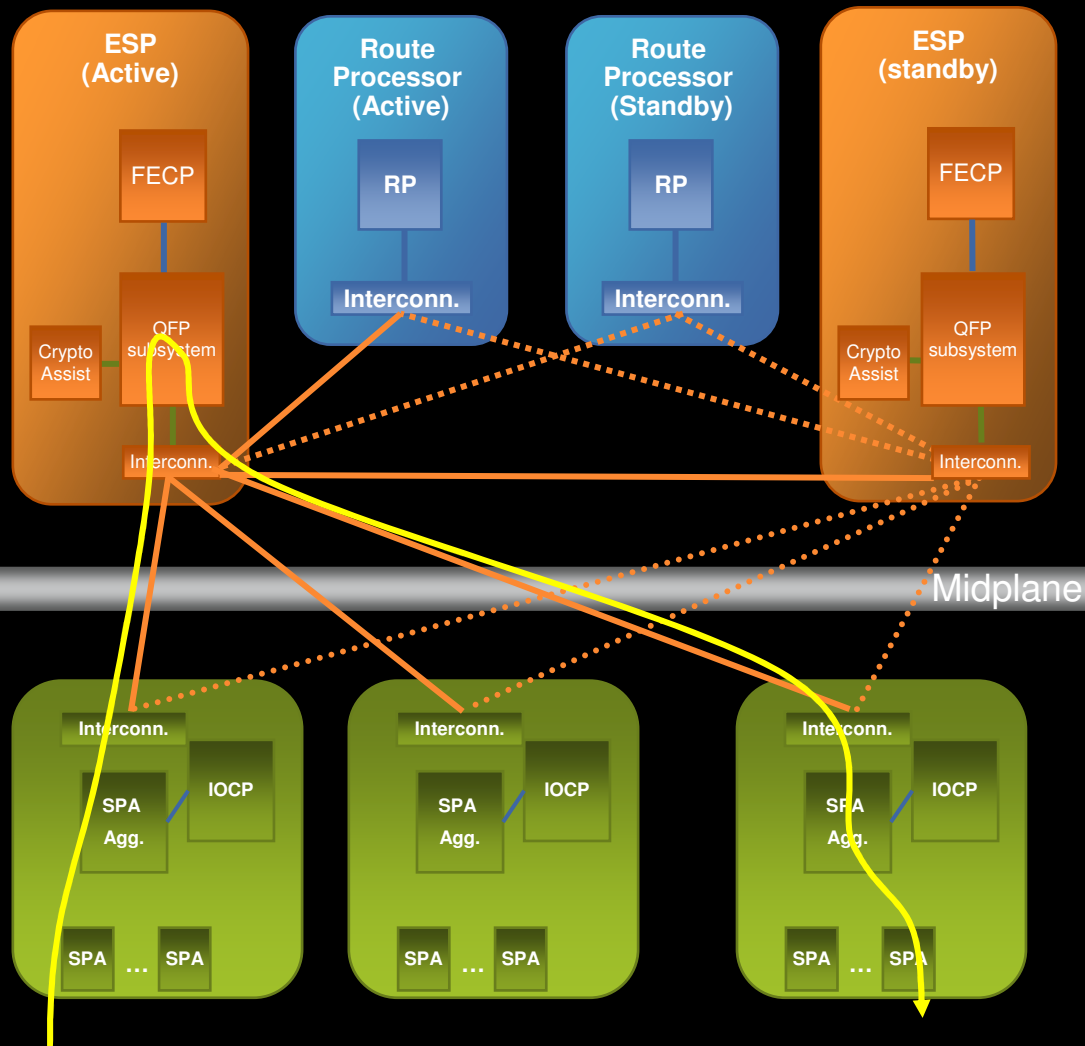 ESP
(Active)
FECP
QFP
subsystem
Crypto
Assist
Interconn.
Route
Processor
(Active)
RP
Interconn.
Route
Processor
(Standby)
RP
Interconn.
ESP
(standby)
FECP
QFP
subsystem
Crypto
Assist
Interconn.
Midplane
Interconn.
IOCP
SPA
Agg.
SPA ... SPA
Interconn.
IOCP
SPA
Agg.
SPA ... SPA
Interconn.
IOCP
SPA
Agg.
SPA ... SPA